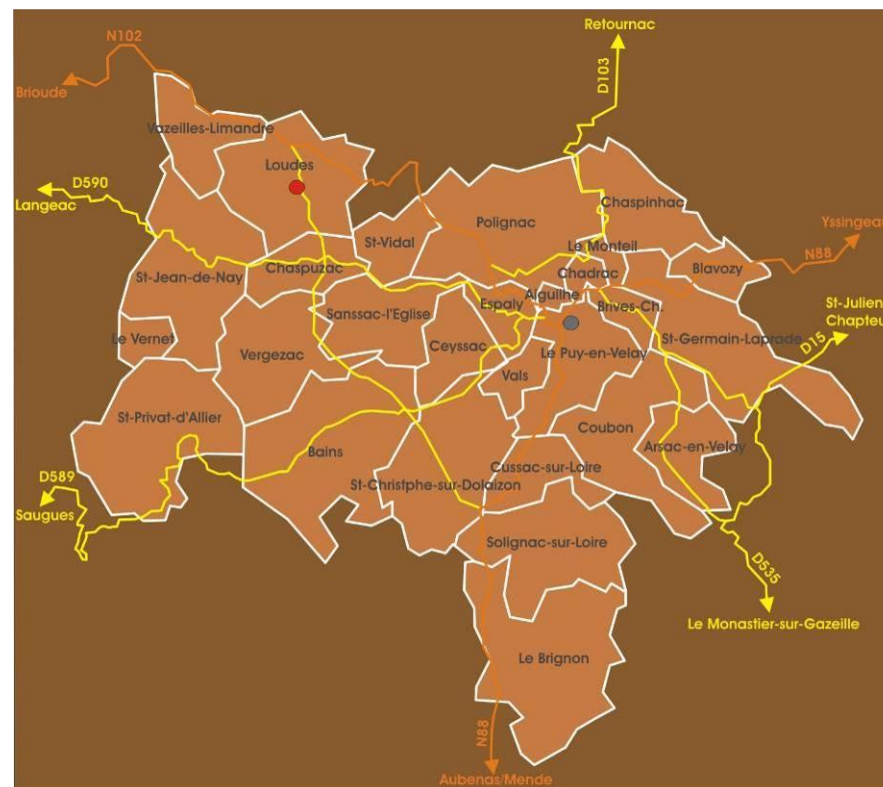 Retournac
N102
D103
Brioude
Vazeilles-Limandre
Loudes
D590
Langeac
Chaspinhac
Polignac
Yssingeau
St-Vidal
Le Monteil
N88
Chaspuzac
Chadrac
Blavozy
St-Jean-de-Nay
Aiguilhe
Espaly
Brives-Ch.
St-Julien
Chapteu
Sanssac-l'Eglise
Le Vernet
Ceyssac
St-Germain-Laprade
D15
Vergezac
Le Puy-en-Velay
Vals
St-Privat-d'Allier
Coubon
Bains
Arsac-en-Velay
Cussac-sur-Loire
D589
St-Christphe-sur-Dolaizon
Saugues
Solignac-sur-Loire
D535
Le Monastier-sur-Gazeille
Le Brignon
N88
Aubenas/Mende